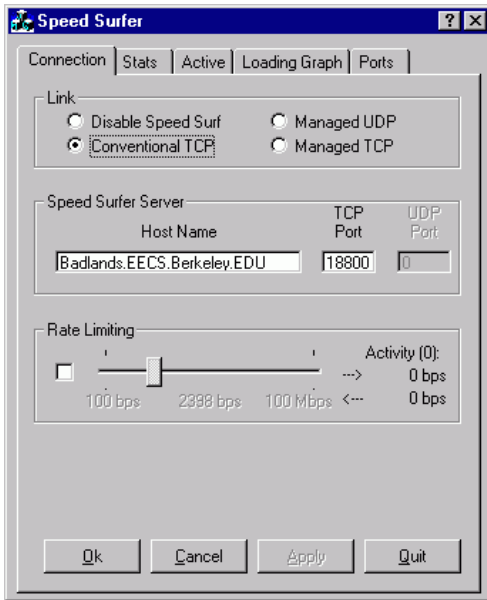 Speed Surfer
Connection Stats Active Loading Graph Ports
Link
Disable Speed Surf Managed UDP
Conventional TCP Managed TCP
Speed Surfer Server
TCP UDP
Host Name Port Port
Badlands.EECS.Berkeley.EDU 18800 0
Rate Limiting
Activity (0):
---> 0 bps
100 bps 2398 bps 100 Mbps <--- 0 bps
Ok Cancel Apply Quit